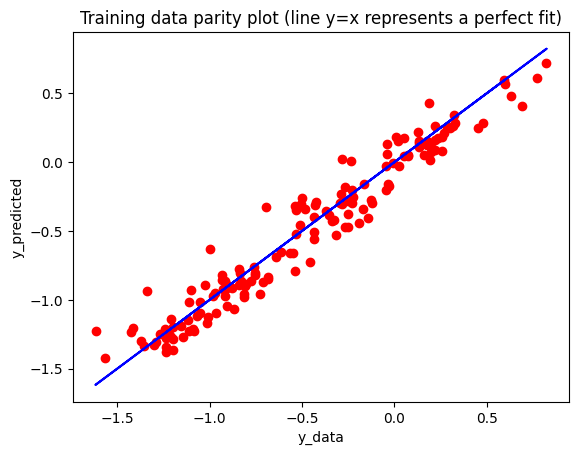 Training data parity plot (line y=x represents a perfect fit)
y_predicted
0.5
0.0
−0.5
−1.0
−1.5
−1.5 −1.0 −0.5 0.0 0.5
y_data